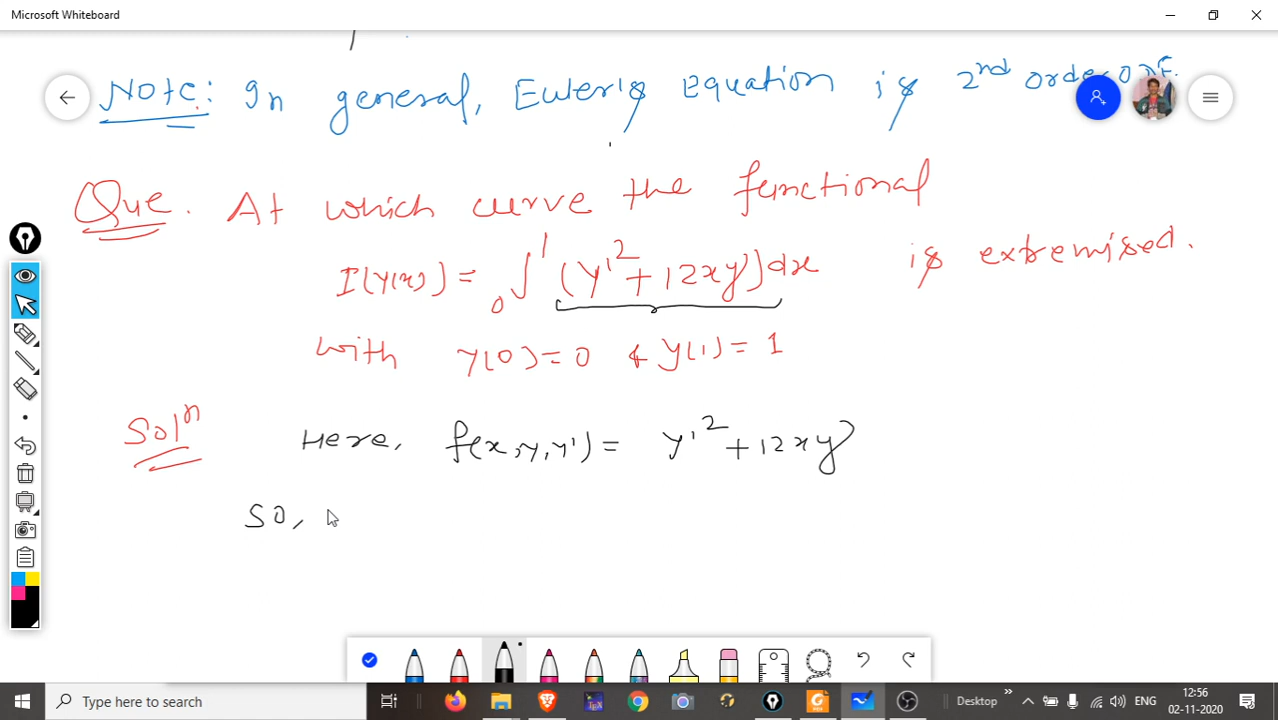 Microsoft Whiteboard
Note: In general, Euler's equation is 2nd order ODE.
Que. At which curve the functional
I(y(x)) = ₀∫¹ (y'² + 12xy) dx is extremised.
with y(0) = 0 & y(1) = 1
Solⁿ Here, f(x, y, y') = y'² + 12xy
So,
Type here to search
Desktop
ENG
12:56
02-11-2020